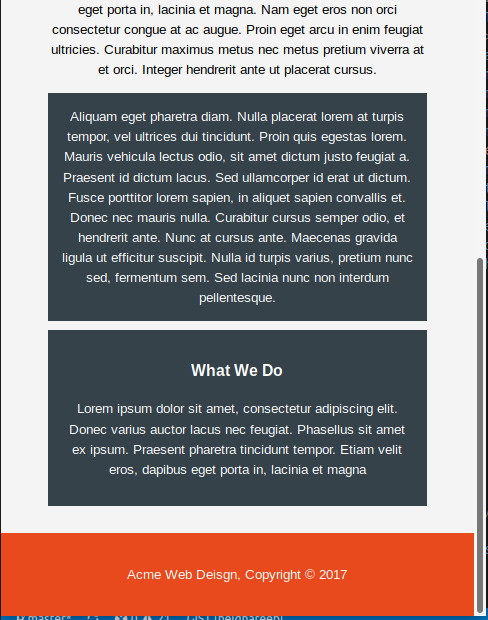 eget porta in, lacinia et magna. Nam eget eros non orci
consectetur congue at ac augue. Proin eget arcu in enim feugiat
ultricies. Curabitur maximus metus nec metus pretium viverra at
et orci. Integer hendrerit ante ut placerat cursus.
Aliquam eget pharetra diam. Nulla placerat lorem at turpis
tempor, vel ultrices dui tincidunt. Proin quis egestas lorem.
Mauris vehicula lectus odio, sit amet dictum justo feugiat a.
Praesent id dictum lacus. Sed ullamcorper id erat ut dictum.
Fusce porttitor lorem sapien, in aliquet sapien convallis et.
Donec nec mauris nulla. Curabitur cursus semper odio, et
hendrerit ante. Nunc at cursus ante. Maecenas gravida
ligula ut efficitur suscipit. Nulla id turpis varius, pretium nunc
sed, fermentum sem. Sed lacinia nunc non interdum
pellentesque.
What We Do
Lorem ipsum dolor sit amet, consectetur adipiscing elit.
Donec varius auctor lacus nec feugiat. Phasellus sit amet
ex ipsum. Praesent pharetra tincidunt tempor. Etiam velit
eros, dapibus eget porta in, lacinia et magna
Acme Web Deisgn, Copyright © 2017
master*